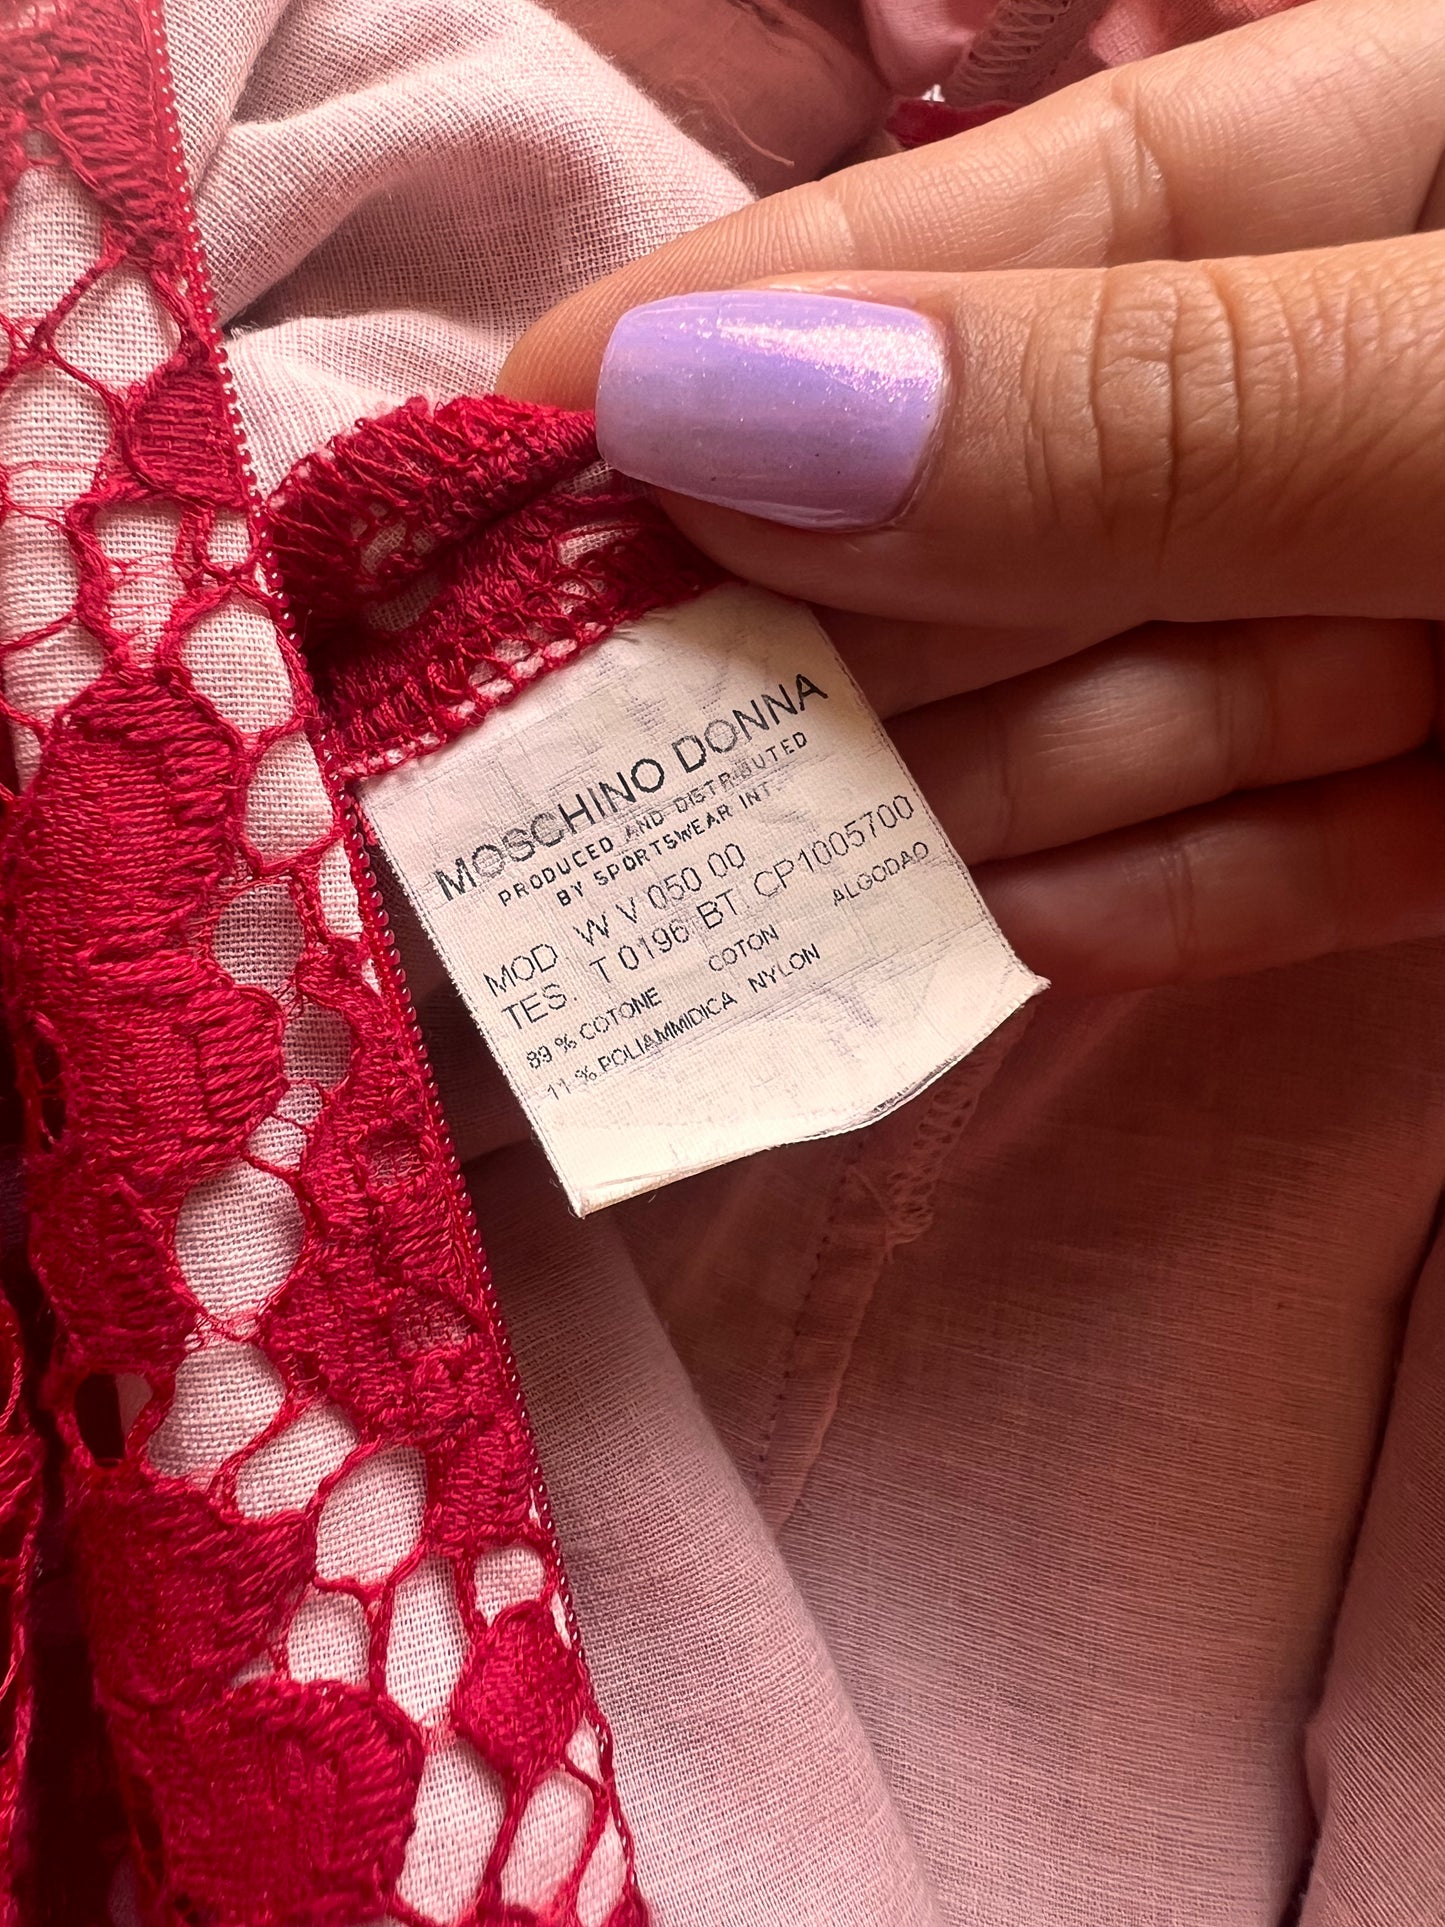 MOSCHINO DONNA
PRODUCED AND DISTRIBUTED
BY SPORTSWEAR INT.
MOD. W V 050 00
TES. T 0196 BT. CP1005700
89 % COTONE COTON ALGODAO
11 % POLIAMMIDICA NYLON